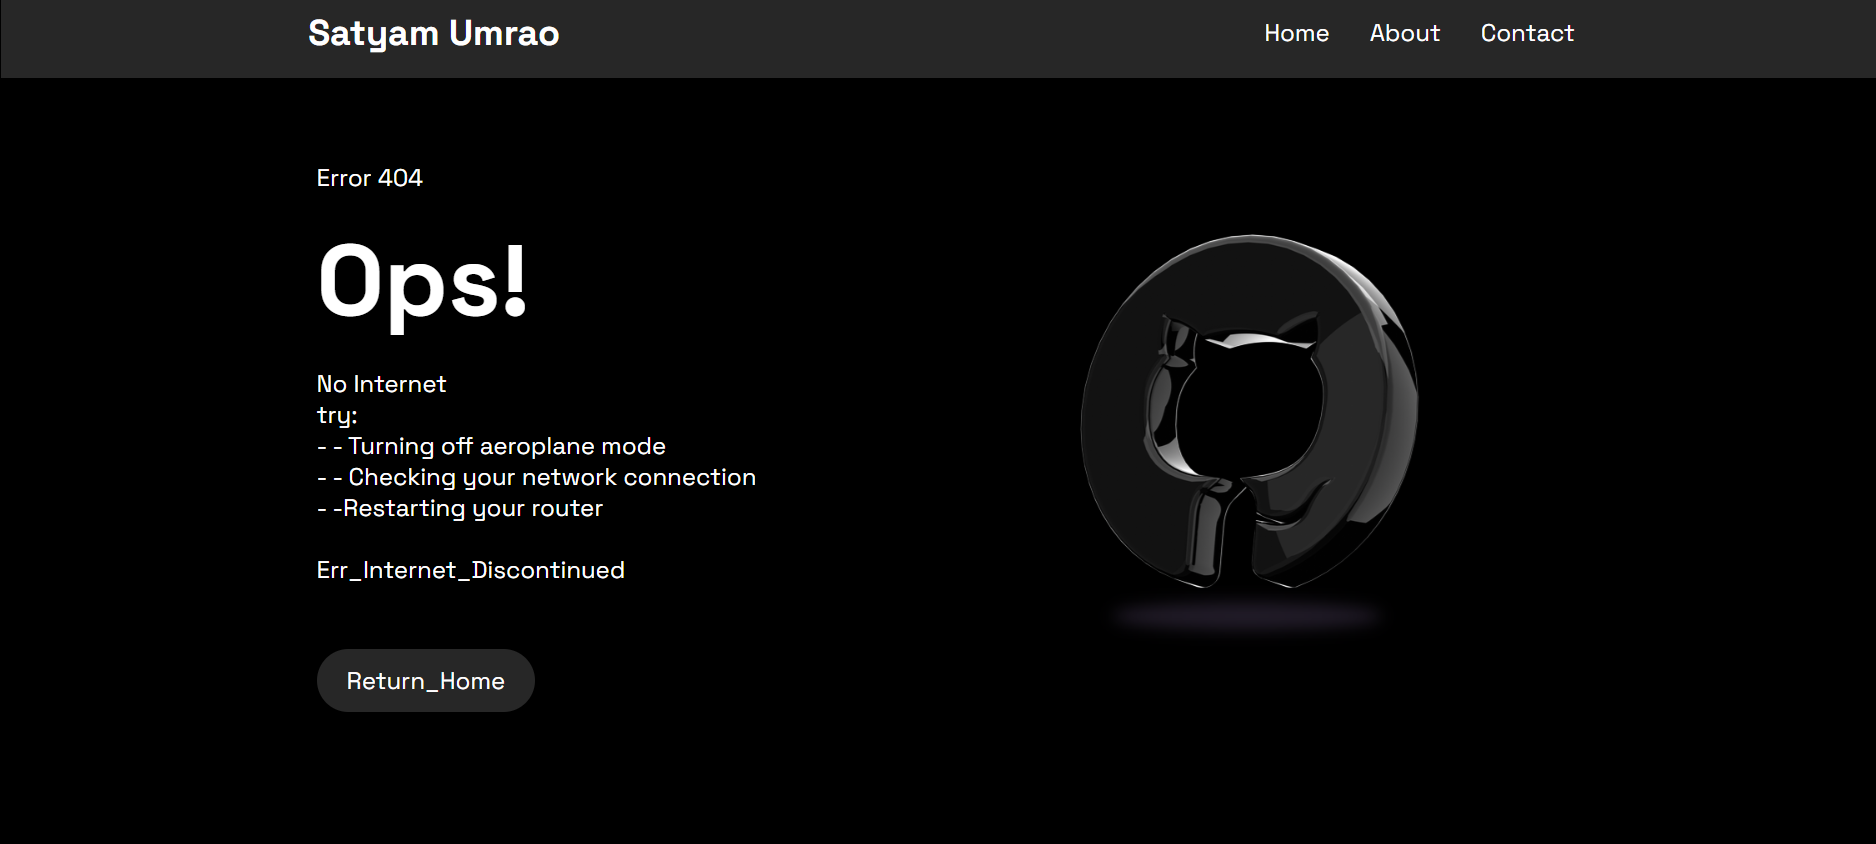 Satyam Umrao
Home About Contact
Error 404
Ops!
No Internet
try:
- - Turning off aeroplane mode
- - Checking your network connection
- -Restarting your router
Err_Internet_Discontinued
Return_Home